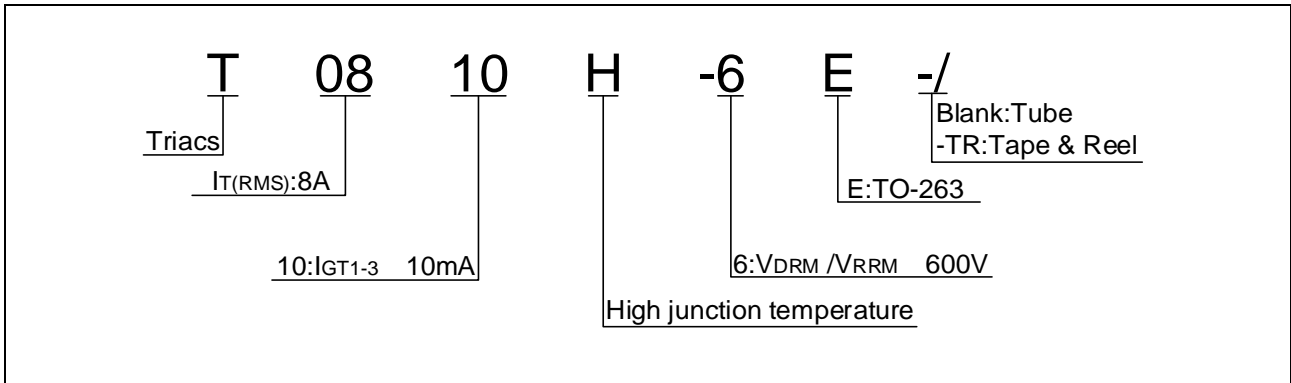 T 08 10 H -6 E -/
Blank:Tube
Triacs
-TR:Tape & Reel
IT(RMS):8A
E:TO-263
10:IGT1-3 10mA
6:VDRM /VRRM 600V
High junction temperature